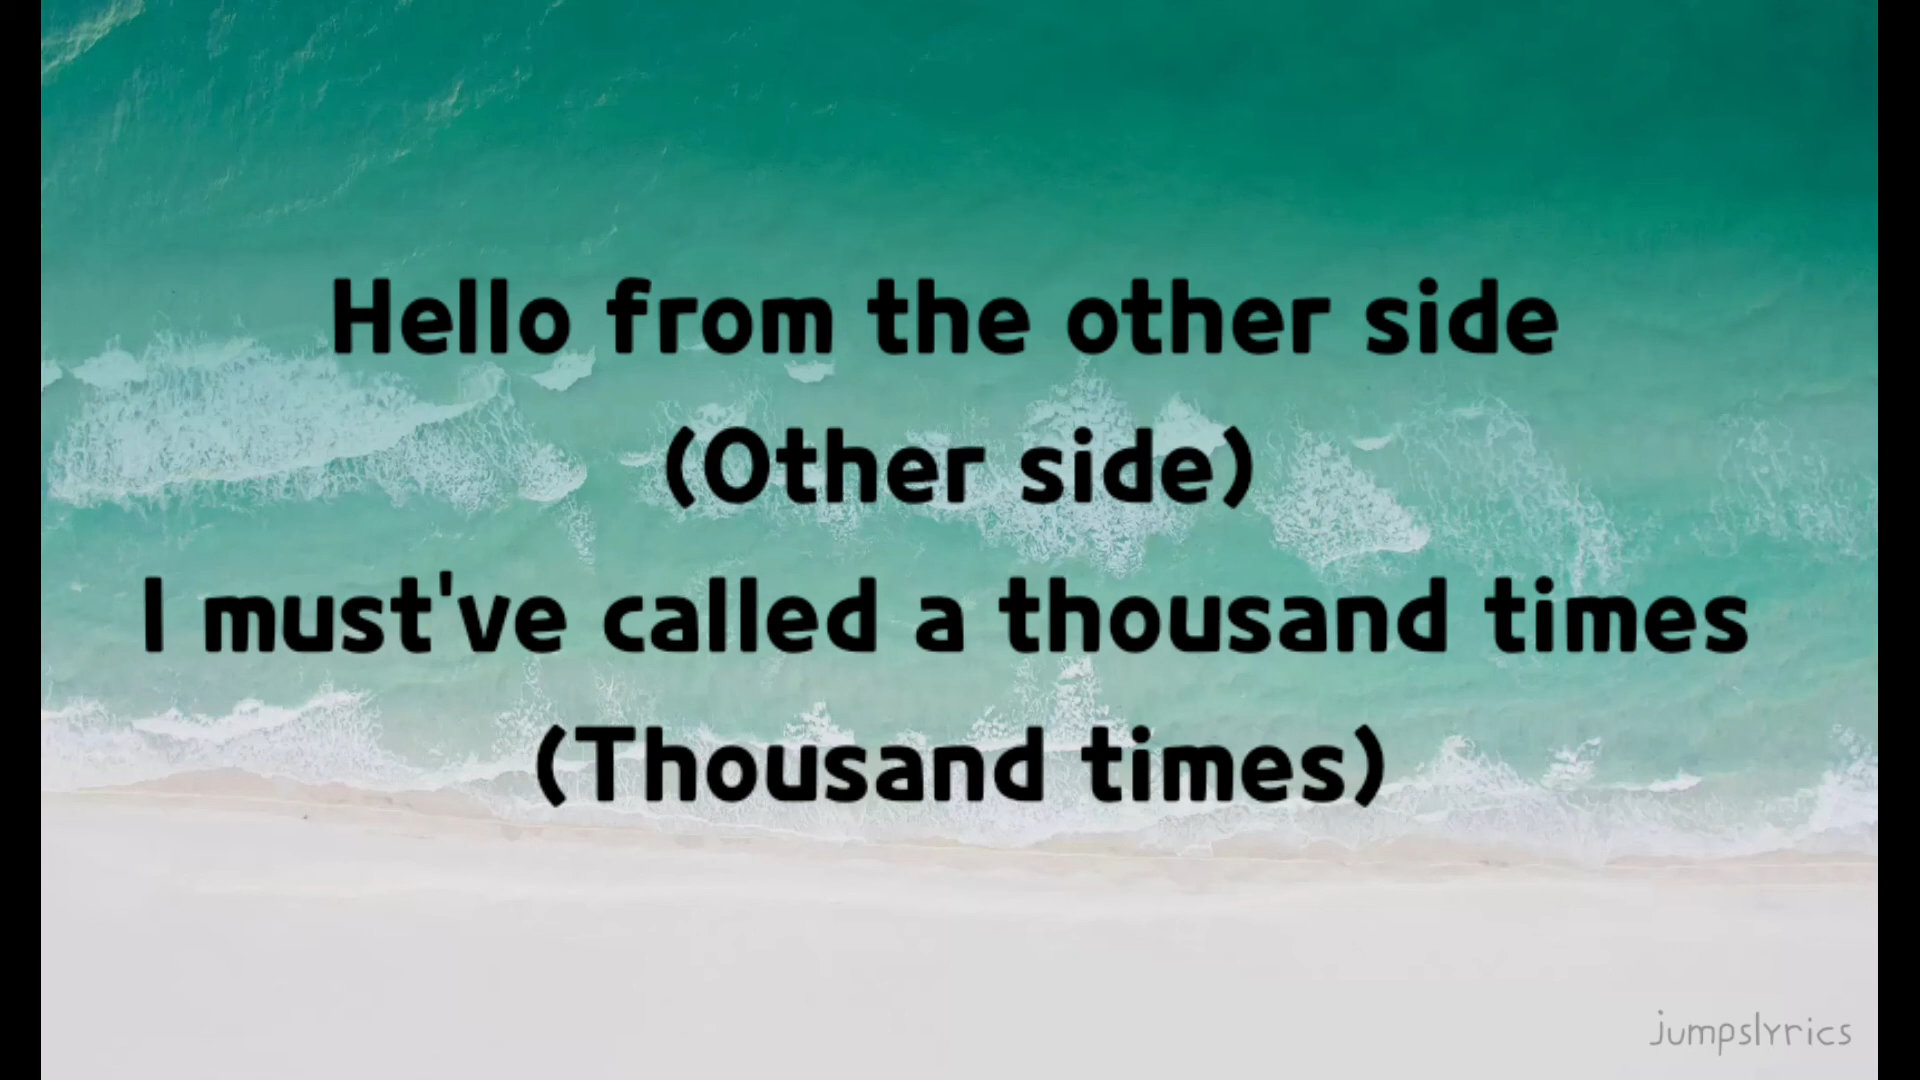 Hello from the other side
(Other side)
I must've called a thousand times
(Thousand times)
jumpslyrics